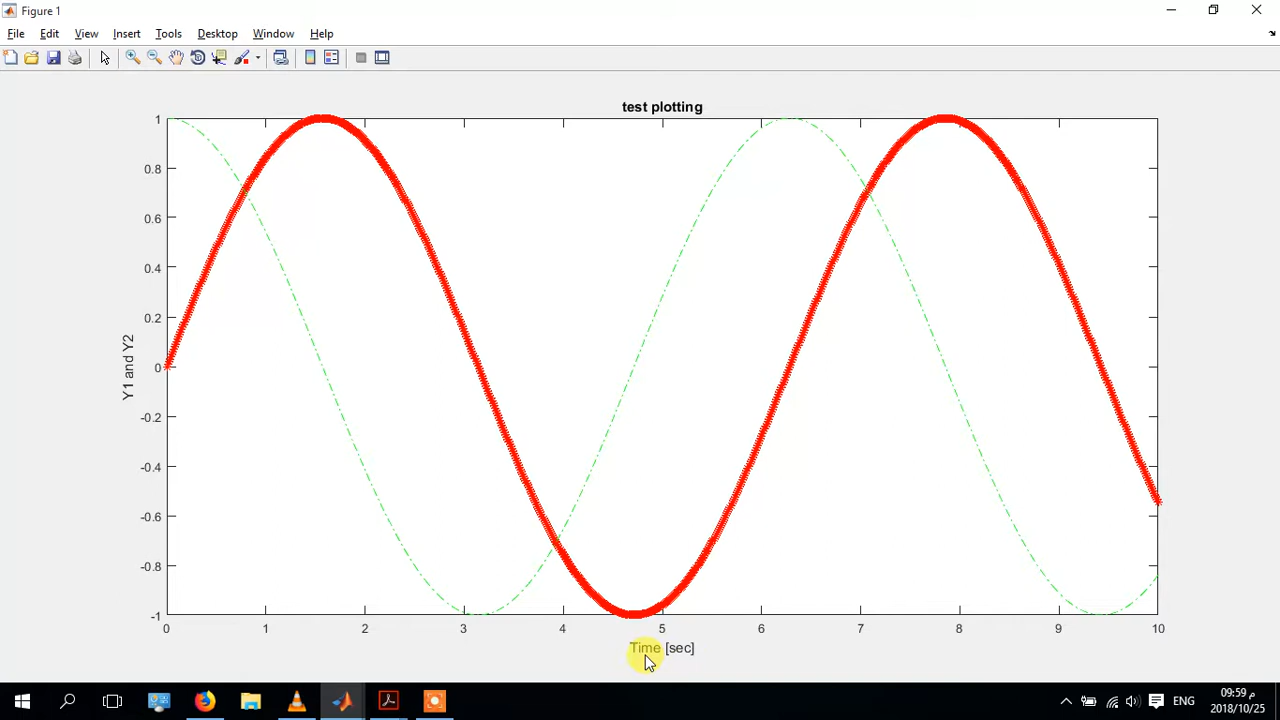 Figure 1
File Edit View Insert Tools Desktop Window Help
test plotting
1
0.8
0.6
0.4
0.2
0
-0.2
-0.4
-0.6
-0.8
-1
Y1 and Y2
0 1 2 3 4 5 6 7 8 9 10
Time [sec]
ENG
09:59 م
2018/10/25